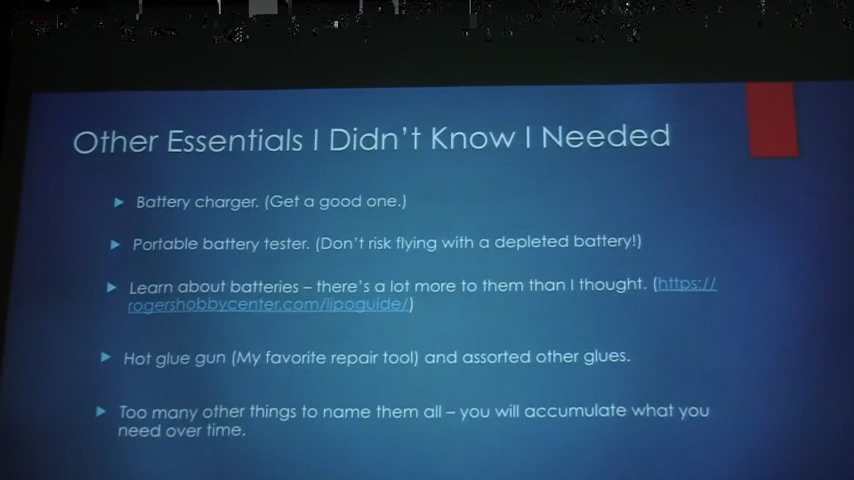 Other Essentials I Didn't Know I Needed
Battery charger. (Get a good one.)
Portable battery tester. (Don't risk flying with a depleted battery!)
Learn about batteries – there's a lot more to them than I thought. (https://
rogershobbycenter.com/lipoguide/)
Hot glue gun (My favorite repair tool) and assorted other glues.
Too many other things to name them all – you will accumulate what you
need over time.